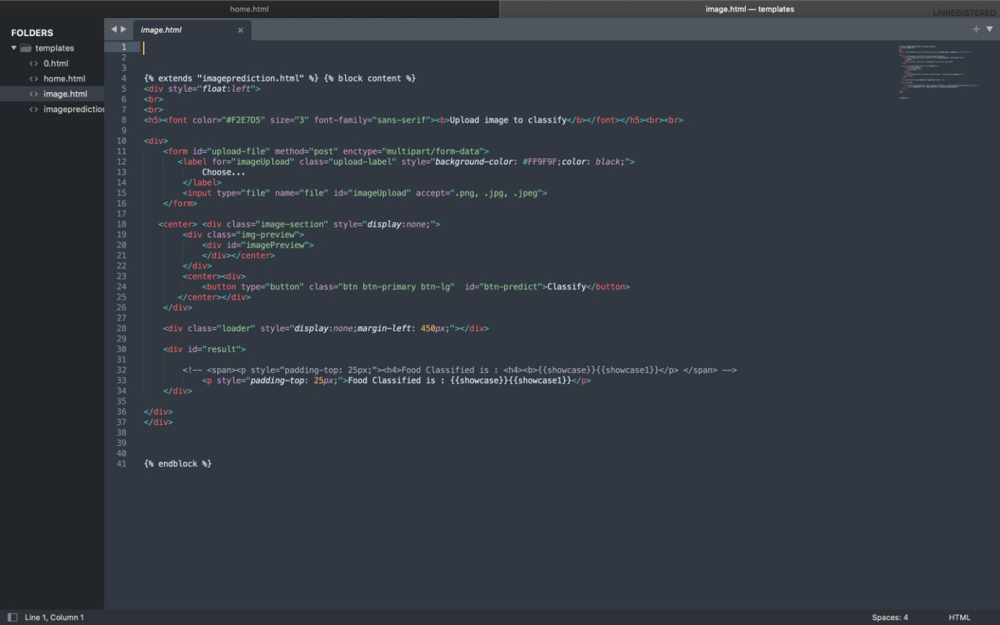 home.html
image.html — templates
UNREGISTERED
FOLDERS
templates
0.html
home.html
image.html
imageprediction
image.html
1
2
3
4 {% extends "imageprediction.html" %} {% block content %}
5 <div style="float:left">
6 <br>
7 <br>
8 <h5><font color="#F2E7D5" size="3" font-family="sans-serif"><b>Upload image to classify</b></font></h5><br><br>
9
10 <div>
11     <form id="upload-file" method="post" enctype="multipart/form-data">
12        <label for="imageUpload" class="upload-label" style="background-color: #FF9F9F;color: black;">
13             Choose...
14         </label>
15         <input type="file" name="file" id="imageUpload" accept=".png, .jpg, .jpeg">
16     </form>
17
18    <center> <div class="image-section" style="display:none;">
19         <div class="img-preview">
20             <div id="imagePreview">
21             </div></center>
22         </div>
23         <center><div>
24             <button type="button" class="btn btn-primary btn-lg"  id="btn-predict">Classify</button>
25        </center></div>
26     </div>
27
28     <div class="loader" style="display:none;margin-left: 450px;"></div>
29
30     <div id="result">
31
32         <!-- <span><p style="padding-top: 25px;"><h4>Food Classified is : <h4><b>{{showcase}}{{showcase1}}</p> </span> -->
33             <p style="padding-top: 25px;">Food Classified is : {{showcase}}{{showcase1}}</p>
34     </div>
35
36 </div>
37 </div>
38
39
40
41 {% endblock %}
Line 1, Column 1
Spaces: 4
HTML